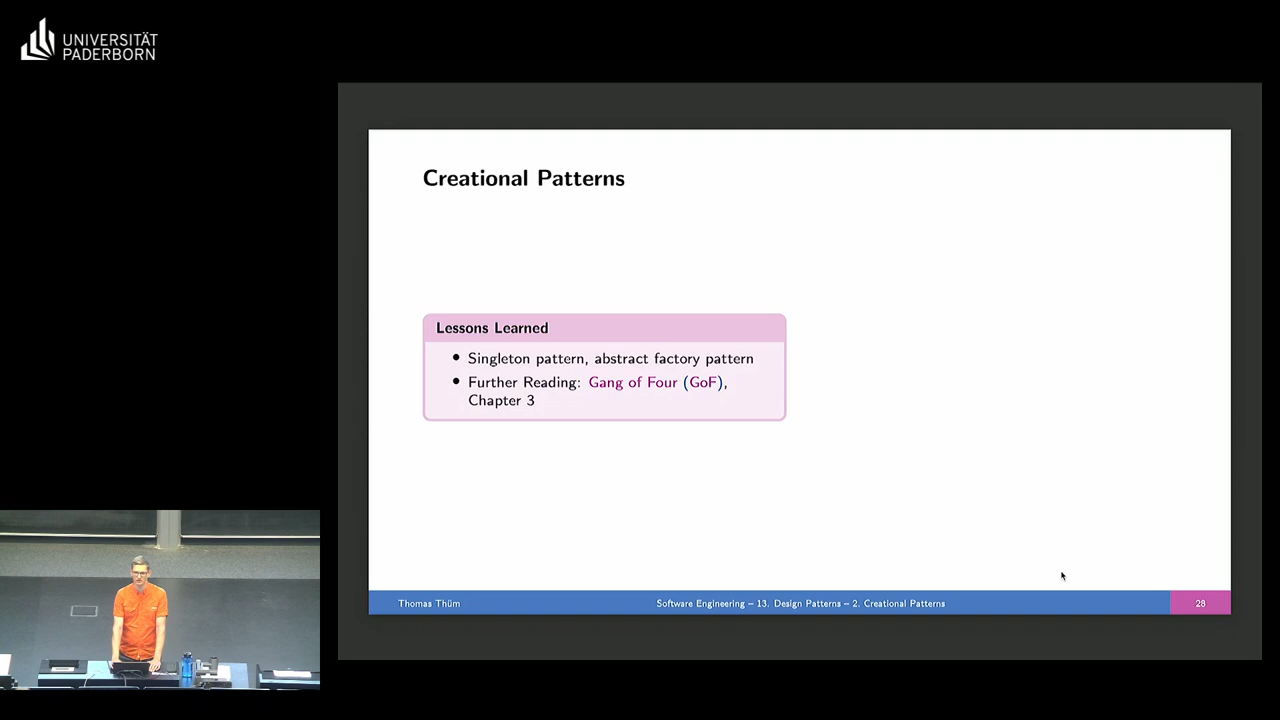 UNIVERSITÄT
PADERBORN
Creational Patterns
Lessons Learned
• Singleton pattern, abstract factory pattern
• Further Reading: Gang of Four (GoF),
Chapter 3
Thomas Thüm
Software Engineering – 13. Design Patterns – 2. Creational Patterns
28